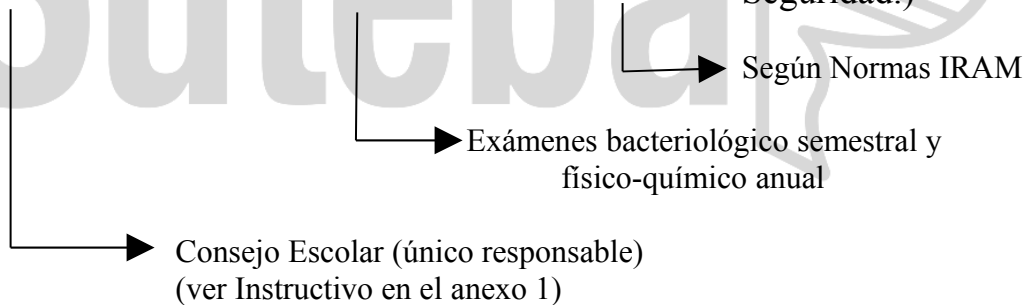 Seguridad.)
Según Normas IRAM
Exámenes bacteriológico semestral y
físico-químico anual
Consejo Escolar (único responsable)
(ver Instructivo en el anexo 1)
suteba